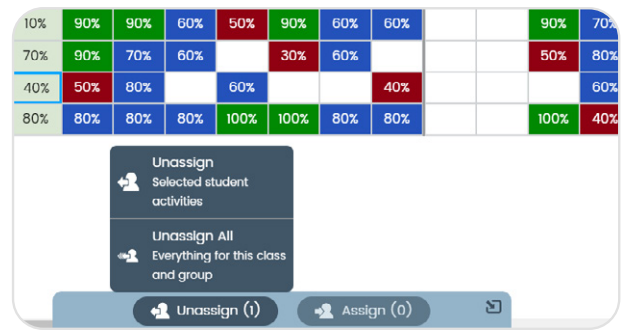 10% 90% 90% 60% 50% 90% 60% 60% 90% 70%
70% 90% 70% 60% 30% 60% 50% 80%
40% 50% 80% 60% 40% 60%
80% 80% 80% 80% 100% 100% 80% 80% 100% 40%
Unassign
Selected student
activities
Unassign All
Everything for this class
and group
Unassign (1) Assign (0)